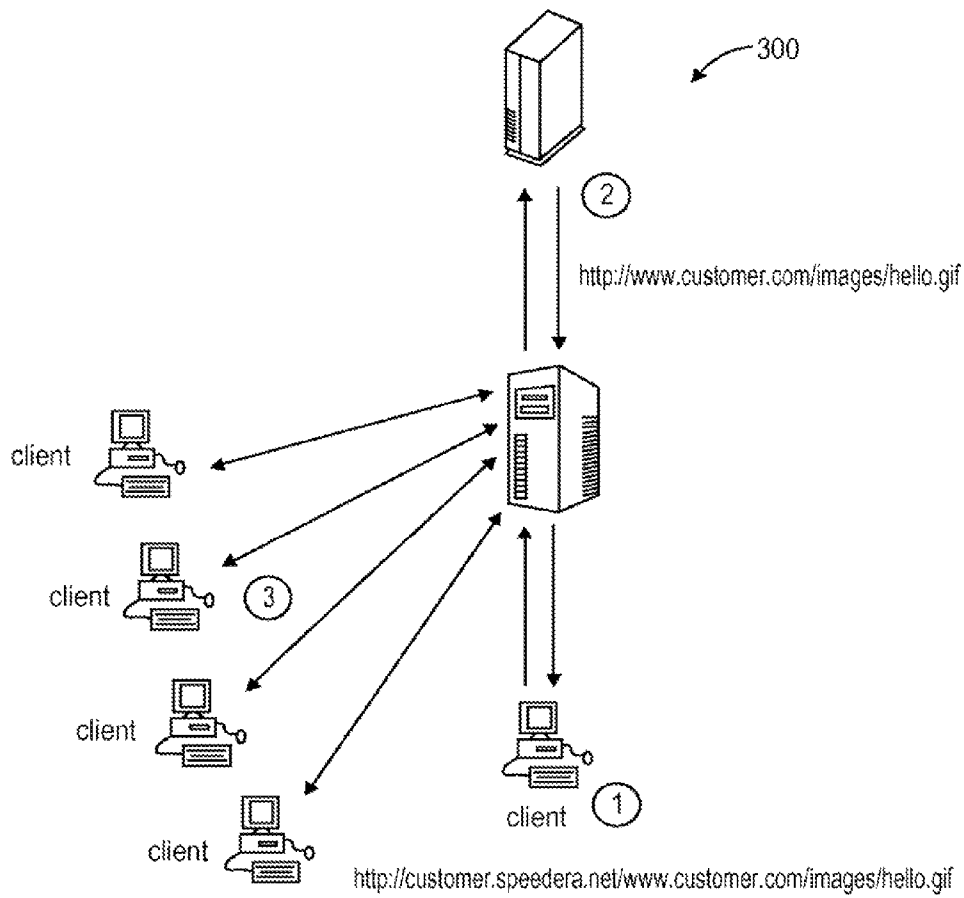 300
2
http://www.customer.com/images/hello.gif
client
client
3
client
client
client
1
http://customer.speedera.net/www.customer.com/images/hello.gif